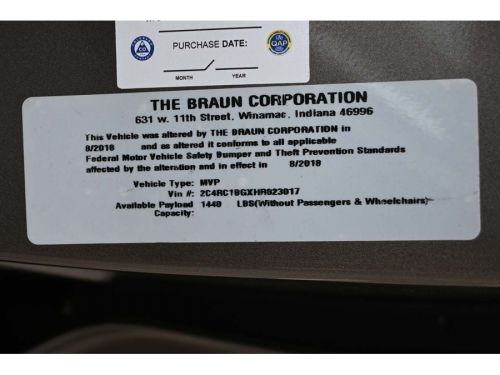 PURCHASE DATE:
MONTH YEAR
QAP
THE BRAUN CORPORATION
631 w. 11th Street, Winamac, Indiana 46996
This Vehicle was altered by THE BRAUN CORPORATION in
8/2018 and as altered it conforms to all applicable
Federal Motor Vehicle Safety Bumper and Theft Prevention Standards
affected by the alteration and in effect in 8/2018
Vehicle Type: MVP
Vin #: 2C4RC1BGXHR823017
Available Payload 1440 LBS(Without Passengers & Wheelchairs)
Capacity: